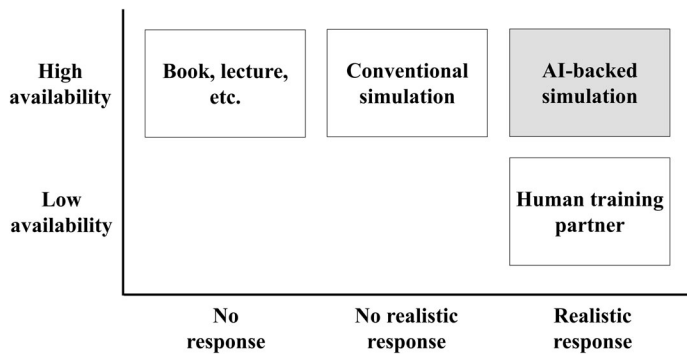 High
availability
Book, lecture,
etc.
Conventional
simulation
AI-backed
simulation
Low
availability
Human training
partner
No
response
No realistic
response
Realistic
response